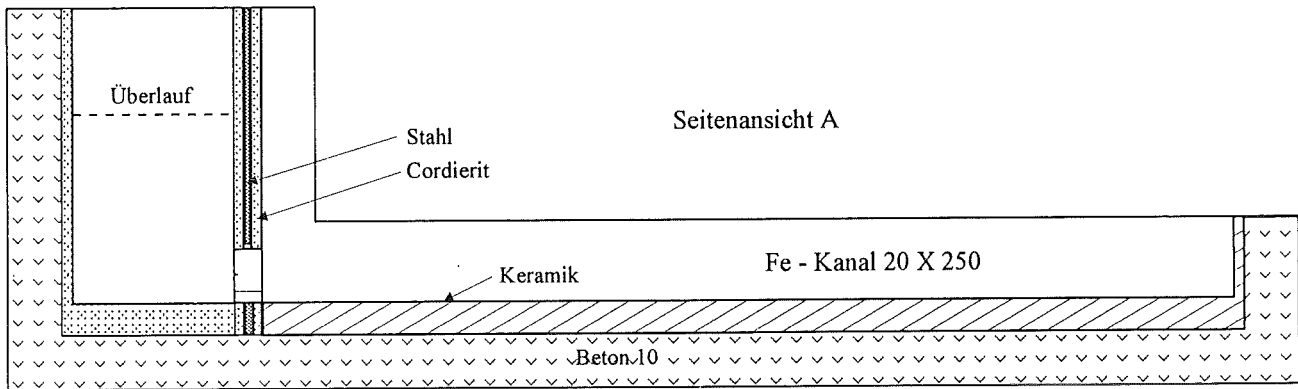 Überlauf
Seitenansicht A
Stahl
Cordierit
Fe - Kanal 20 X 250
Keramik
Beton 10